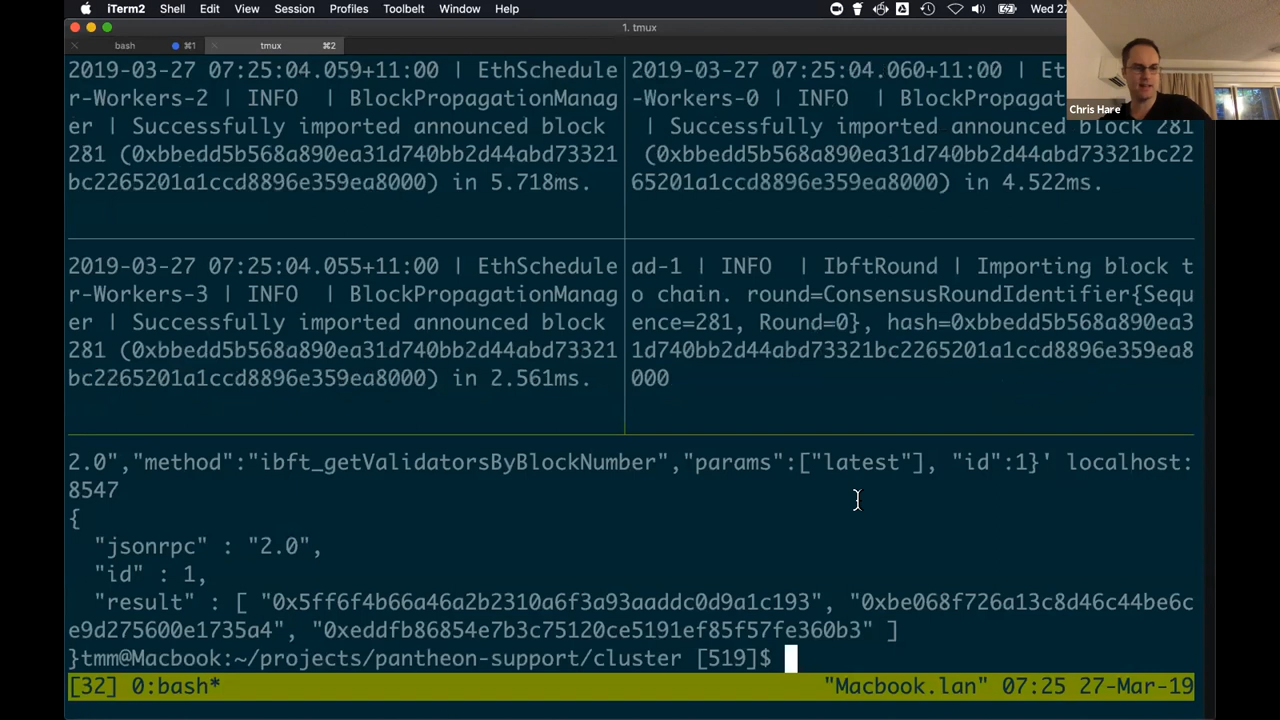 iTerm2 Shell Edit View Session Profiles Toolbelt Window Help Wed 27
1. tmux
bash ⌘1 tmux ⌘2
2019-03-27 07:25:04.059+11:00 | EthSchedule
r-Workers-2 | INFO  | BlockPropagationManag
er | Successfully imported announced block
281 (0xbbedd5b568a890ea31d740bb2d44abd73321
bc2265201a1ccd8896e359ea8000) in 5.718ms.
2019-03-27 07:25:04.060+11:00 | Et
-Workers-0 | INFO  | BlockPropagat
| Successfully imported announced block 281
(0xbbedd5b568a890ea31d740bb2d44abd73321bc22
65201a1ccd8896e359ea8000) in 4.522ms.
Chris Hare
2019-03-27 07:25:04.055+11:00 | EthSchedule
r-Workers-3 | INFO  | BlockPropagationManag
er | Successfully imported announced block
281 (0xbbedd5b568a890ea31d740bb2d44abd73321
bc2265201a1ccd8896e359ea8000) in 2.561ms.
ad-1 | INFO  | IbftRound | Importing block t
o chain. round=ConsensusRoundIdentifier{Sequ
ence=281, Round=0}, hash=0xbbedd5b568a890ea3
1d740bb2d44abd73321bc2265201a1ccd8896e359ea8
000
2.0","method":"ibft_getValidatorsByBlockNumber","params":["latest"], "id":1}' localhost:
8547
{
"jsonrpc" : "2.0",
"id" : 1,
"result" : [ "0x5ff6f4b66a46a2b2310a6f3a93aaddc0d9a1c193", "0xbe068f726a13c8d46c44be6c
e9d275600e1735a4", "0xeddfb86854e7b3c75120ce5191ef85f57fe360b3" ]
}tmm@Macbook:~/projects/pantheon-support/cluster [519]$
[32] 0:bash* "Macbook.lan" 07:25 27-Mar-19